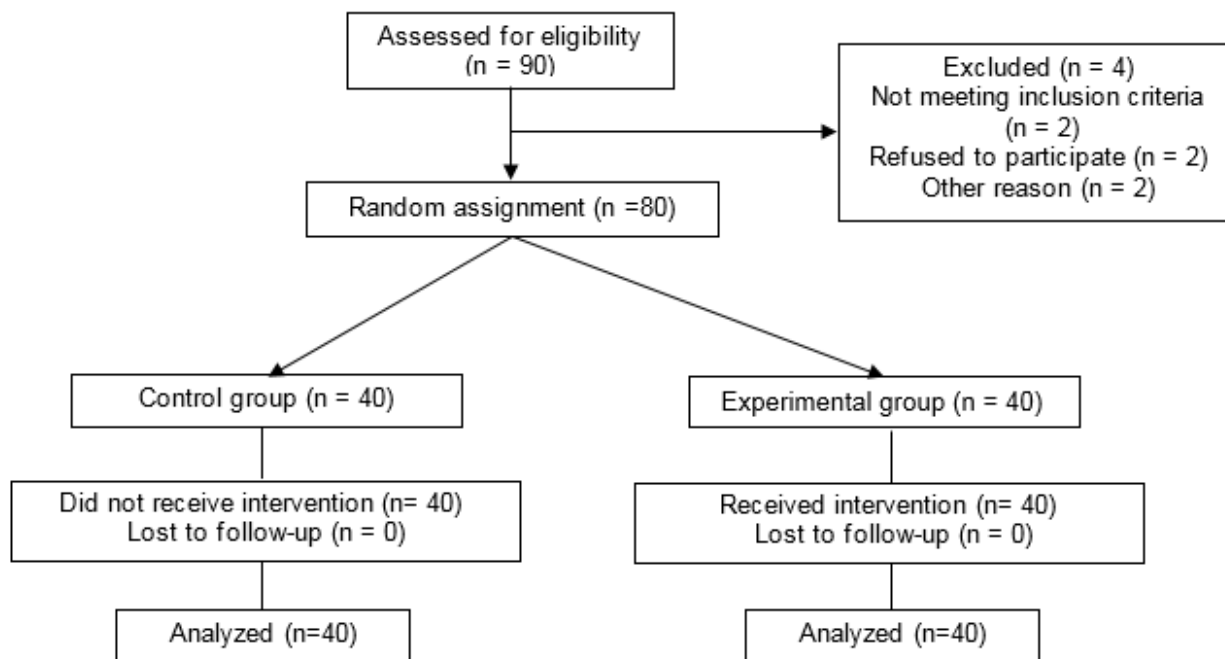 Assessed for eligibility
(n = 90)
Excluded (n = 4)
Not meeting inclusion criteria
(n = 2)
Refused to participate (n = 2)
Other reason (n = 2)
Random assignment (n =80)
Control group (n = 40)
Experimental group (n = 40)
Did not receive intervention (n= 40)
Lost to follow-up (n = 0)
Received intervention (n= 40)
Lost to follow-up (n = 0)
Analyzed (n=40)
Analyzed (n=40)